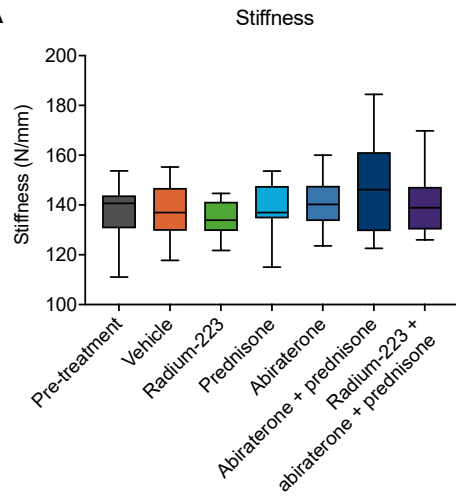 A
Stiffness
Stiffness (N/mm)
200
180
160
140
120
100
Pre-treatment
Vehicle
Radium-223
Prednisone
Abiraterone
Abiraterone + prednisone
Radium-223 +
abiraterone + prednisone